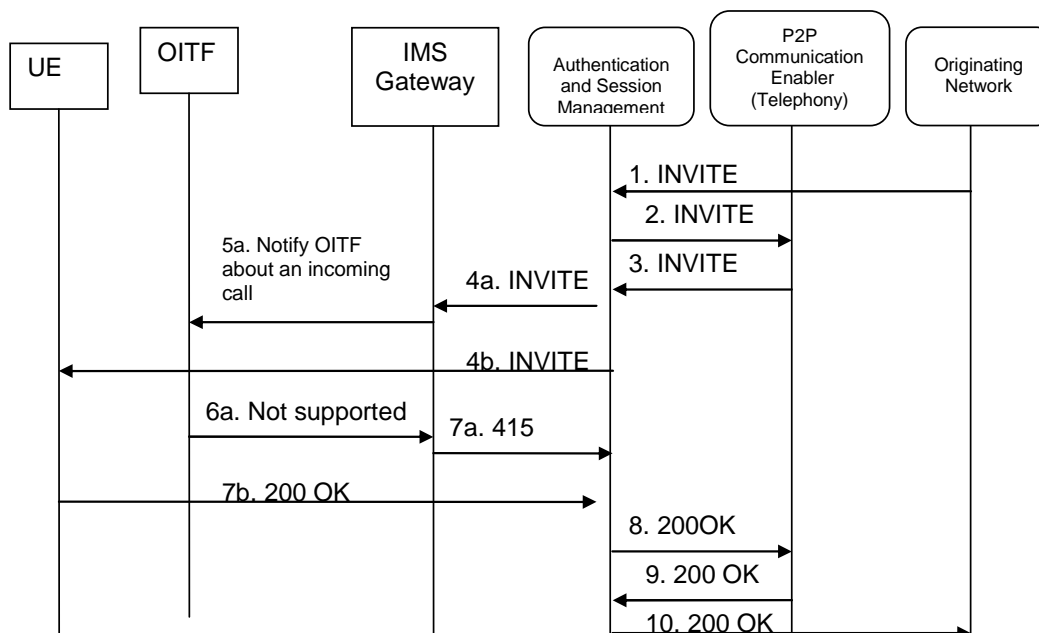 UE
OITF
IMS
Gateway
Authentication
and Session
Management
P2P
Communication
Enabler
(Telephony)
Originating
Network
1. INVITE
2. INVITE
3. INVITE
4a. INVITE
5a. Notify OITF
about an incoming
call
4b. INVITE
6a. Not supported
7a. 415
7b. 200 OK
8. 200OK
9. 200 OK
10. 200 OK